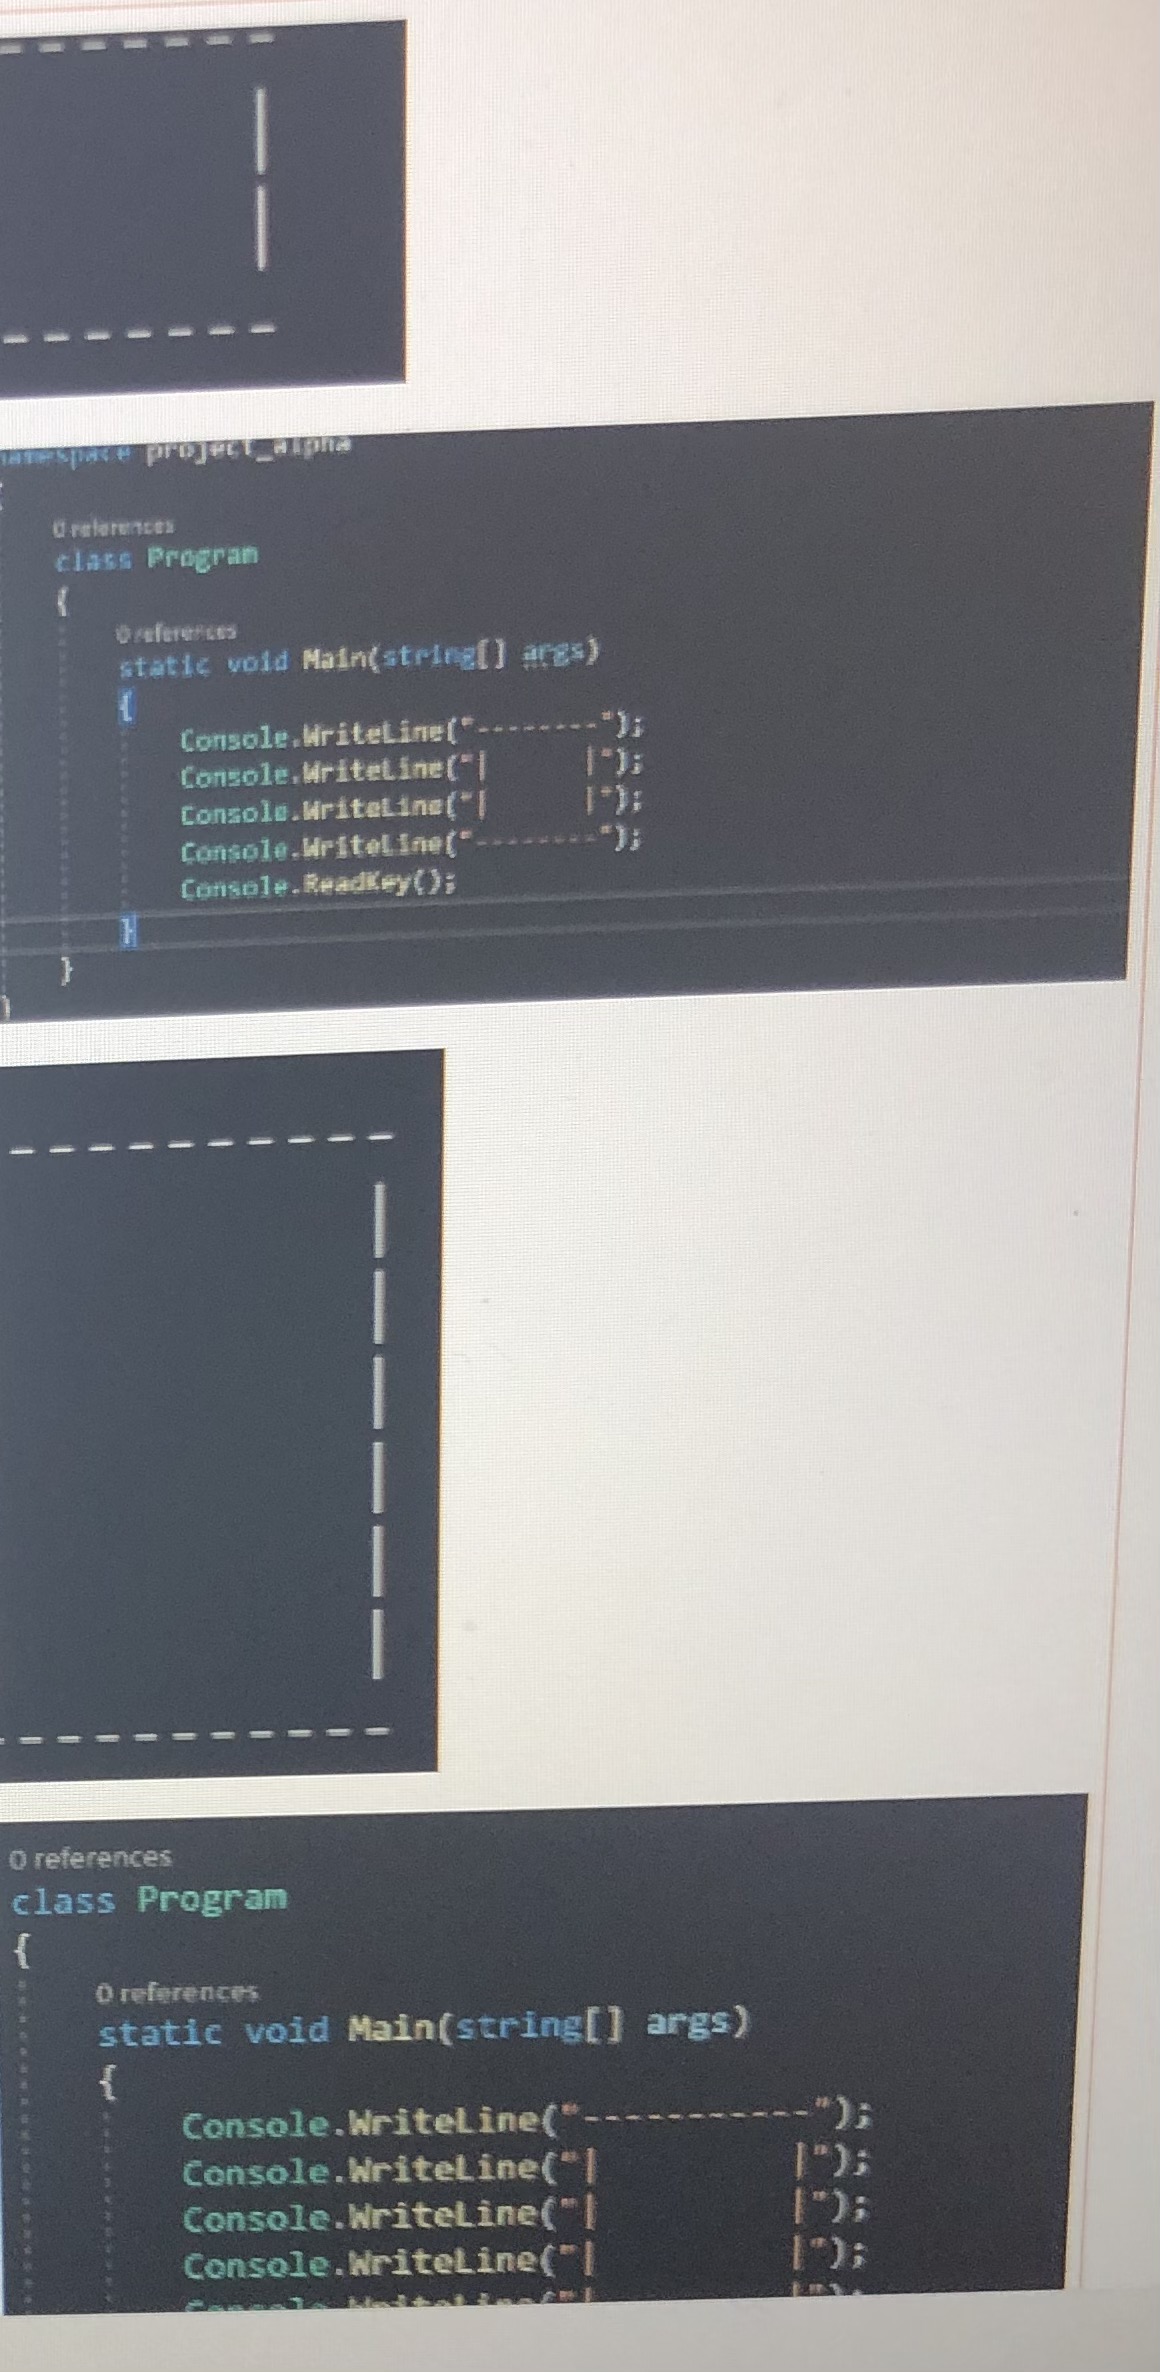 - - - - - - -
|
|
- - - - - - -
namespace project_alpha
{
0 references
class Program
{
0 references
static void Main(string[] args)
{
Console.WriteLine("--------");
Console.WriteLine("|      |");
Console.WriteLine("|      |");
Console.WriteLine("--------");
Console.ReadKey();
}
}
}
- - - - - - - - - -
|
|
|
|
|
|
- - - - - - - - - - -
0 references
class Program
{
0 references
static void Main(string[] args)
{
Console.WriteLine("-----------");
Console.WriteLine("|         |");
Console.WriteLine("|         |");
Console.WriteLine("|         |");
Console.WriteLine("|         |");